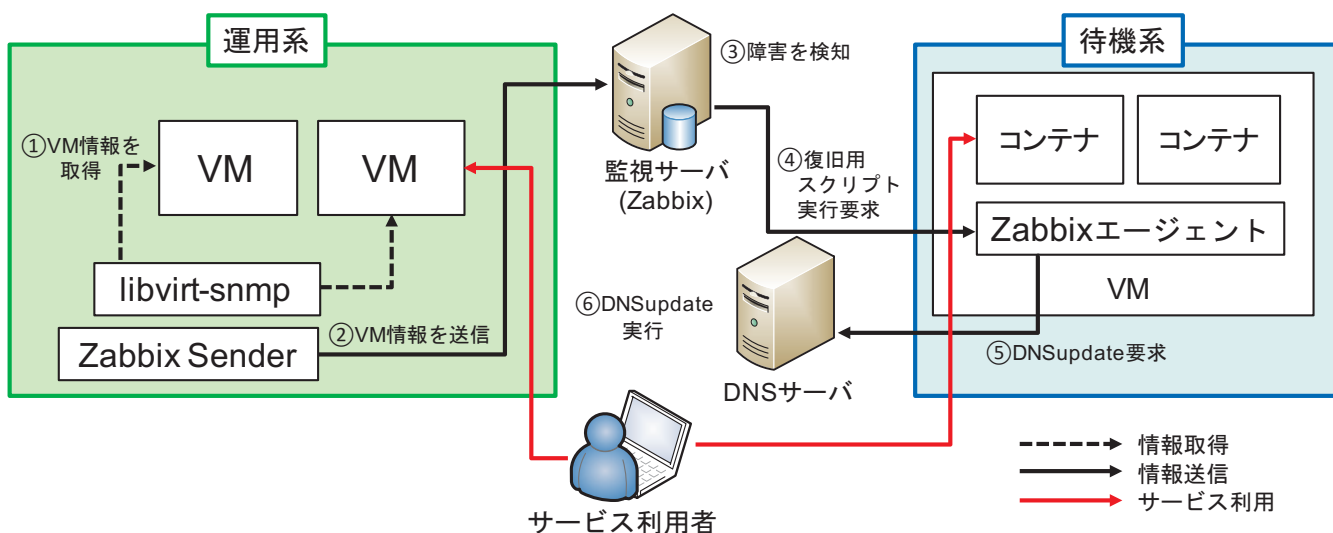 運用系
待機系
③障害を検知
①VM情報を
取得
VM
VM
コンテナ
コンテナ
監視サーバ
(Zabbix)
④復旧用
スクリプト
実行要求
Zabbixエージェント
VM
libvirt-snmp
⑥DNSupdate
実行
②VM情報を送信
Zabbix Sender
⑤DNSupdate要求
DNSサーバ
情報取得
情報送信
サービス利用
サービス利用者